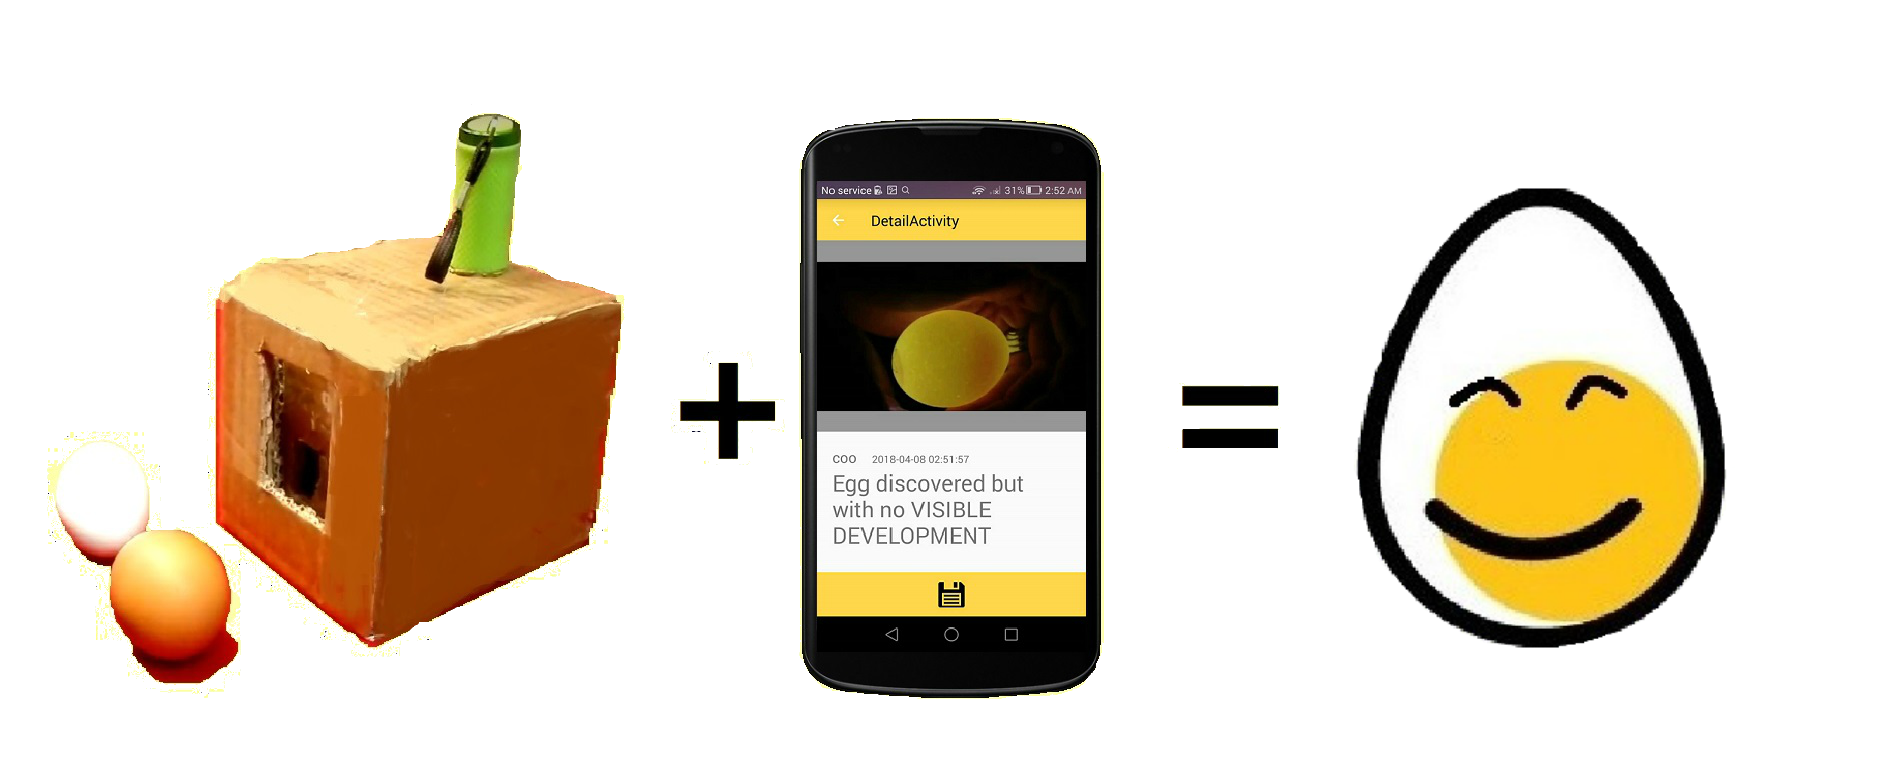 No service 31% 2:52 AM
DetailActivity
COO 2018-04-08 02:51:57
Egg discovered but
with no VISIBLE
DEVELOPMENT